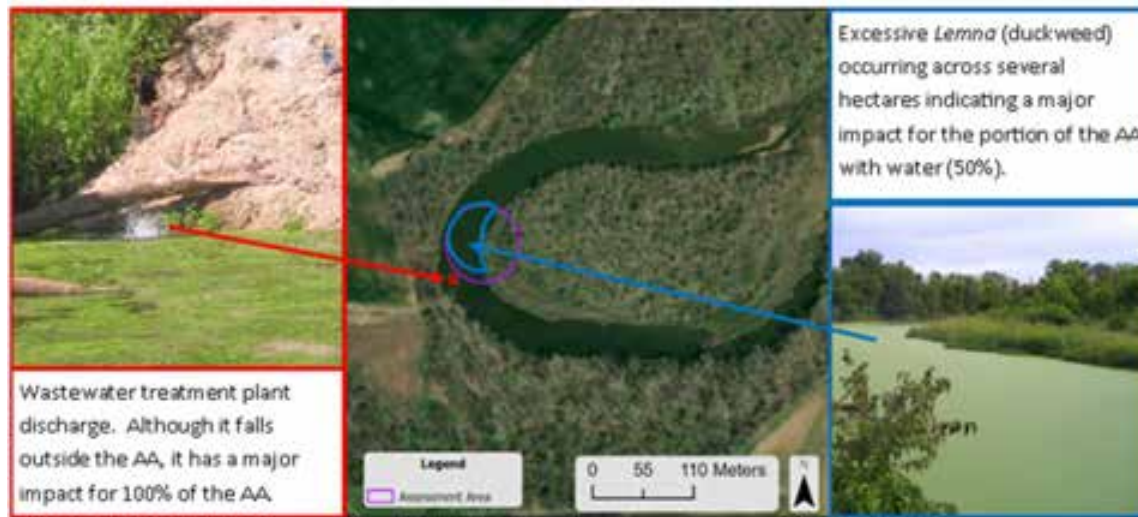 Wastewater treatment plant
discharge. Although it falls
outside the AA, it has a major
impact for 100% of the AA.
Legend
Assessment Area
0 55 110 Meters
N
Excessive Lemna (duckweed)
occurring across several
hectares indicating a major
impact for the portion of the AA
with water (50%).